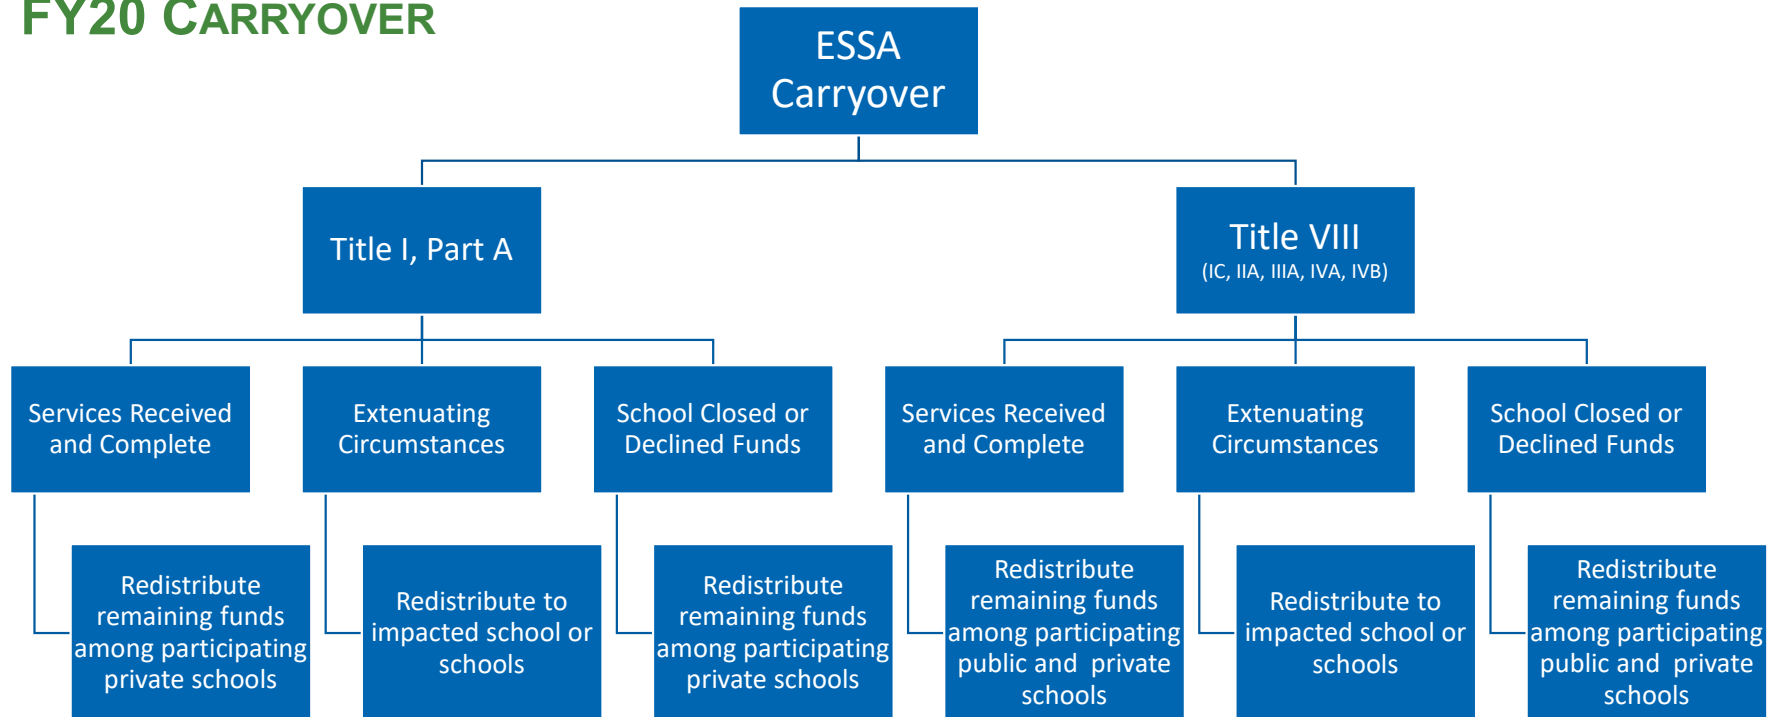 FY20 CARRYOVER
ESSA
Carryover
Title I, Part A
Title VIII
(IC, IIA, IIIA, IVA, IVB)
Services Received
and Complete
Extenuating
Circumstances
School Closed or
Declined Funds
Services Received
and Complete
Extenuating
Circumstances
School Closed or
Declined Funds
Redistribute
remaining funds
among participating
private schools
Redistribute to
impacted school or
schools
Redistribute
remaining funds
among participating
private schools
Redistribute
remaining funds
among participating
public and  private
schools
Redistribute to
impacted school or
schools
Redistribute
remaining funds
among participating
public and  private
schools